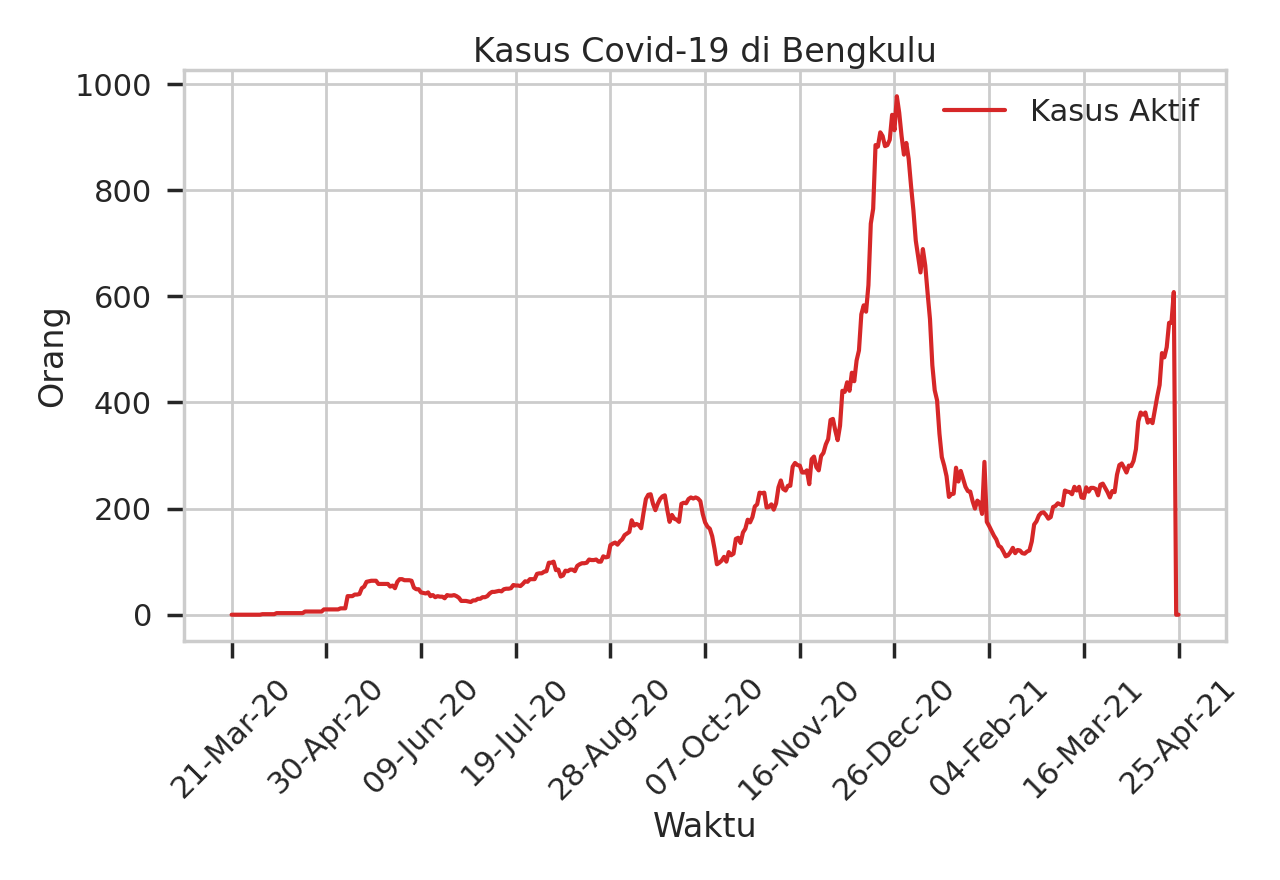 Kasus Covid-19 di Bengkulu
Kasus Aktif
Orang
1000
800
600
400
200
0
21-Mar-20
30-Apr-20
09-Jun-20
19-Jul-20
28-Aug-20
07-Oct-20
16-Nov-20
26-Dec-20
04-Feb-21
16-Mar-21
25-Apr-21
Waktu